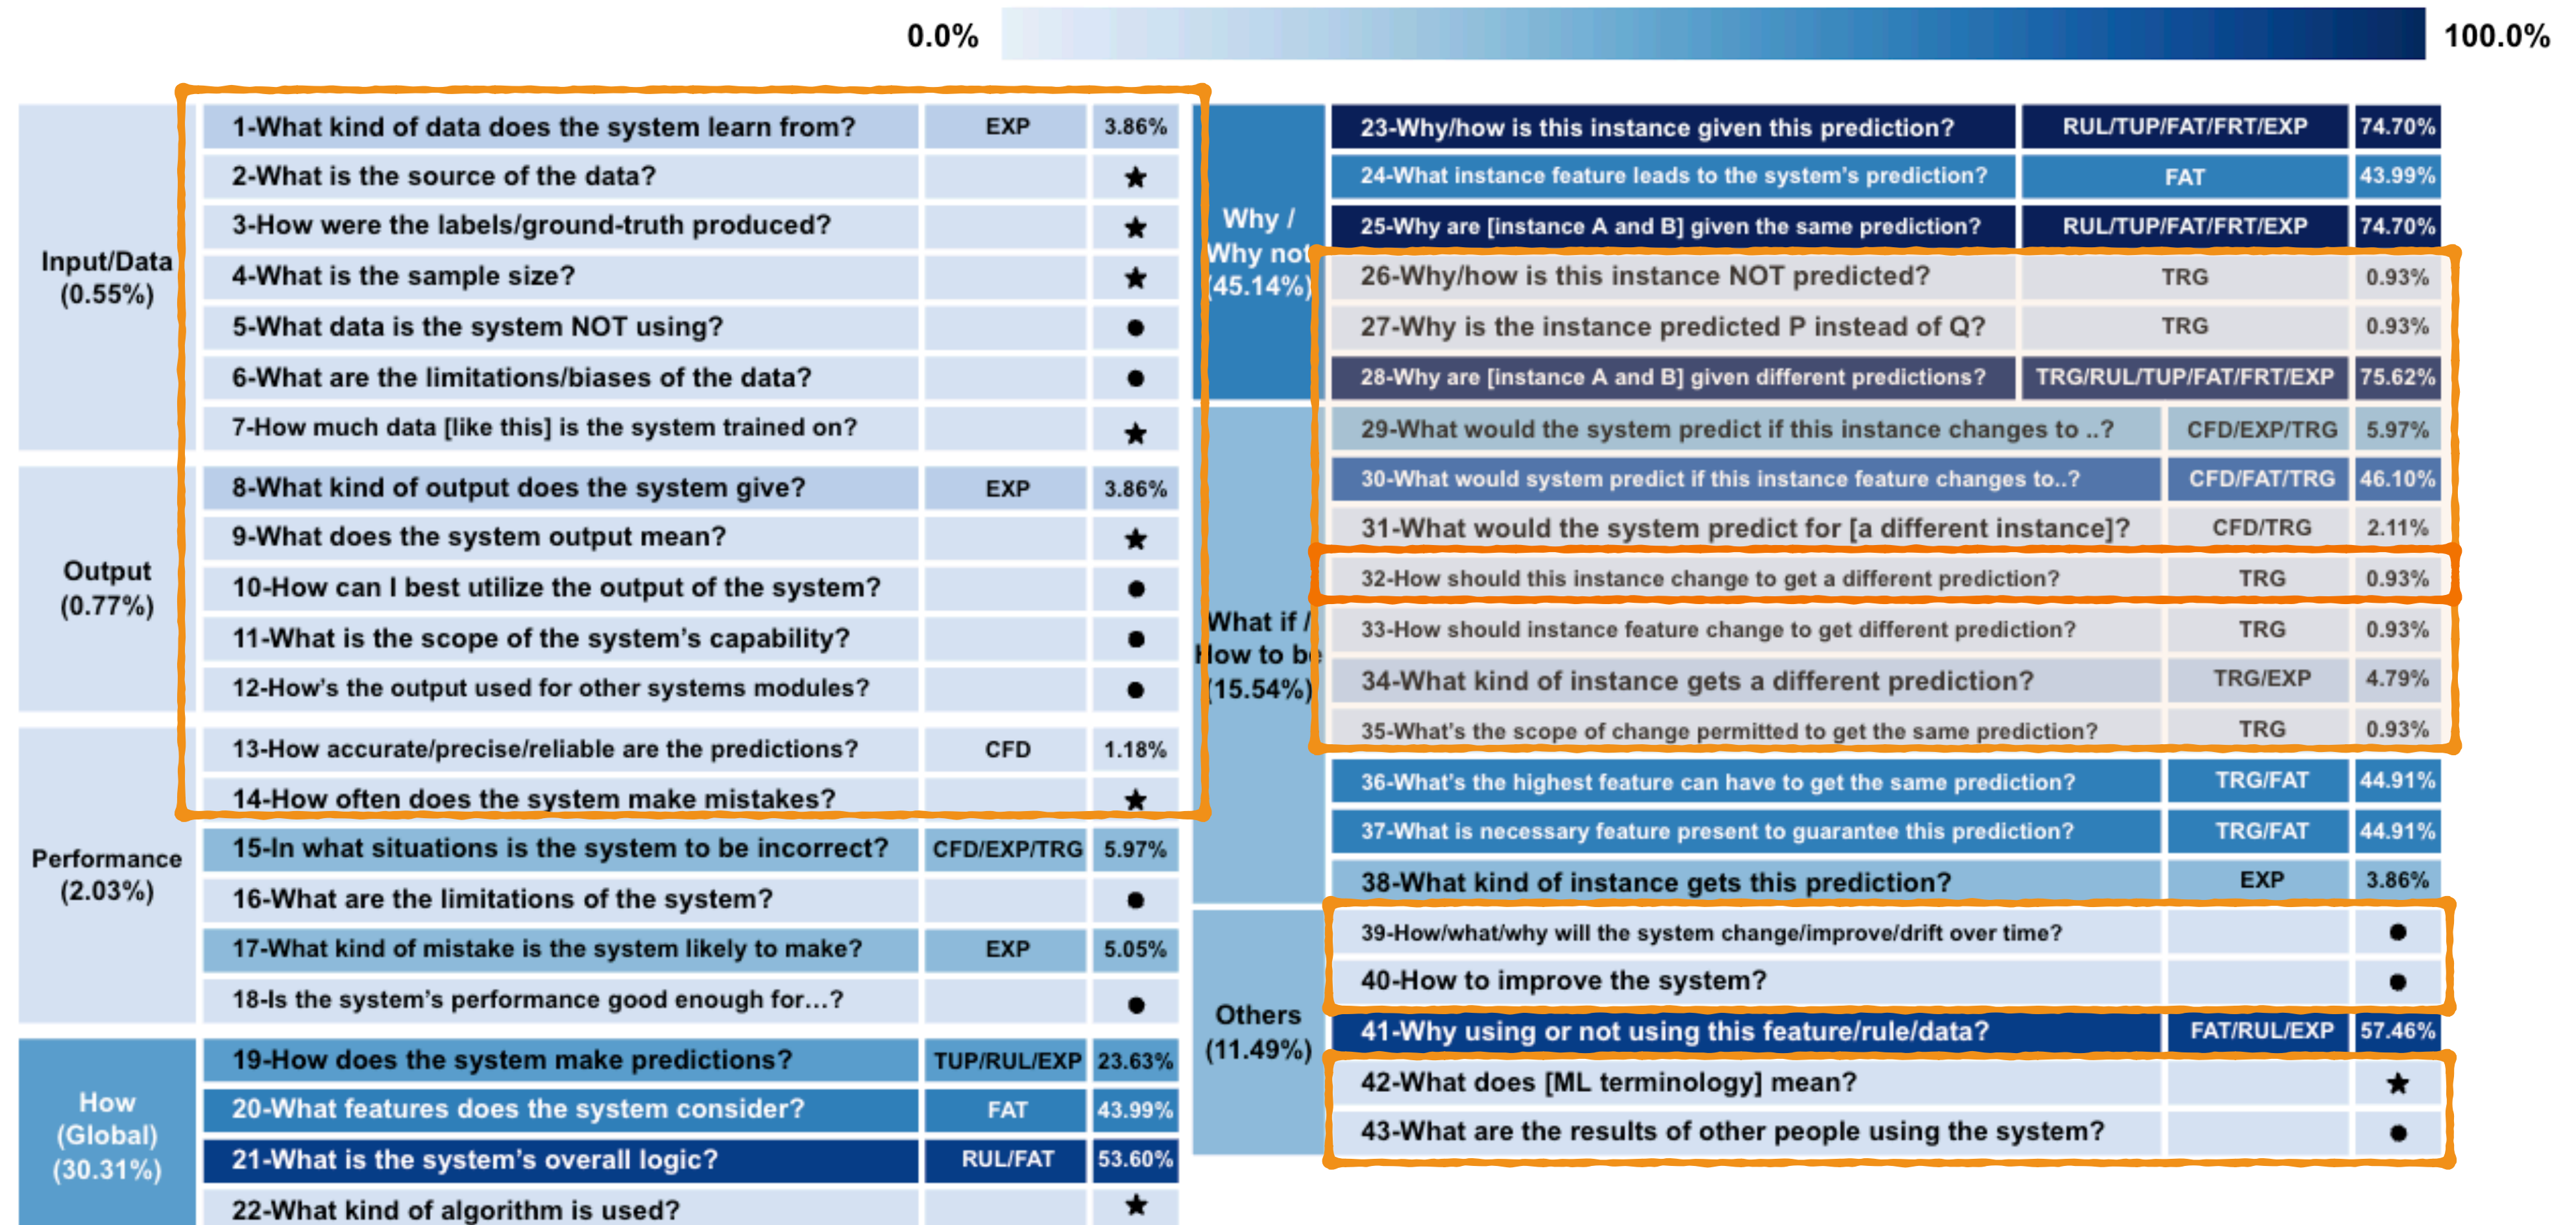 0.0%
100.0%
Input/Data
(0.55%)
1-What kind of data does the system learn from? EXP 3.86%
2-What is the source of the data? ★
3-How were the labels/ground-truth produced? ★
4-What is the sample size? ★
5-What data is the system NOT using? ●
6-What are the limitations/biases of the data? ●
7-How much data [like this] is the system trained on? ★
Output
(0.77%)
8-What kind of output does the system give? EXP 3.86%
9-What does the system output mean? ★
10-How can I best utilize the output of the system? ●
11-What is the scope of the system's capability? ●
12-How's the output used for other systems modules? ●
Performance
(2.03%)
13-How accurate/precise/reliable are the predictions? CFD 1.18%
14-How often does the system make mistakes? ★
15-In what situations is the system to be incorrect? CFD/EXP/TRG 5.97%
16-What are the limitations of the system? ●
17-What kind of mistake is the system likely to make? EXP 5.05%
18-Is the system's performance good enough for...? ●
How
(Global)
(30.31%)
19-How does the system make predictions? TUP/RUL/EXP 23.63%
20-What features does the system consider? FAT 43.99%
21-What is the system's overall logic? RUL/FAT 53.60%
22-What kind of algorithm is used? ★
Why /
Why not
(45.14%)
23-Why/how is this instance given this prediction? RUL/TUP/FAT/FRT/EXP 74.70%
24-What instance feature leads to the system's prediction? FAT 43.99%
25-Why are [instance A and B] given the same prediction? RUL/TUP/FAT/FRT/EXP 74.70%
26-Why/how is this instance NOT predicted? TRG 0.93%
27-Why is the instance predicted P instead of Q? TRG 0.93%
28-Why are [instance A and B] given different predictions? TRG/RUL/TUP/FAT/FRT/EXP 75.62%
What if /
How to be
(15.54%)
29-What would the system predict if this instance changes to ..? CFD/EXP/TRG 5.97%
30-What would system predict if this instance feature changes to..? CFD/FAT/TRG 46.10%
31-What would the system predict for [a different instance]? CFD/TRG 2.11%
32-How should this instance change to get a different prediction? TRG 0.93%
33-How should instance feature change to get different prediction? TRG 0.93%
34-What kind of instance gets a different prediction? TRG/EXP 4.79%
35-What's the scope of change permitted to get the same prediction? TRG 0.93%
36-What's the highest feature can have to get the same prediction? TRG/FAT 44.91%
37-What is necessary feature present to guarantee this prediction? TRG/FAT 44.91%
38-What kind of instance gets this prediction? EXP 3.86%
Others
(11.49%)
39-How/what/why will the system change/improve/drift over time? ●
40-How to improve the system? ●
41-Why using or not using this feature/rule/data? FAT/RUL/EXP 57.46%
42-What does [ML terminology] mean? ★
43-What are the results of other people using the system? ●